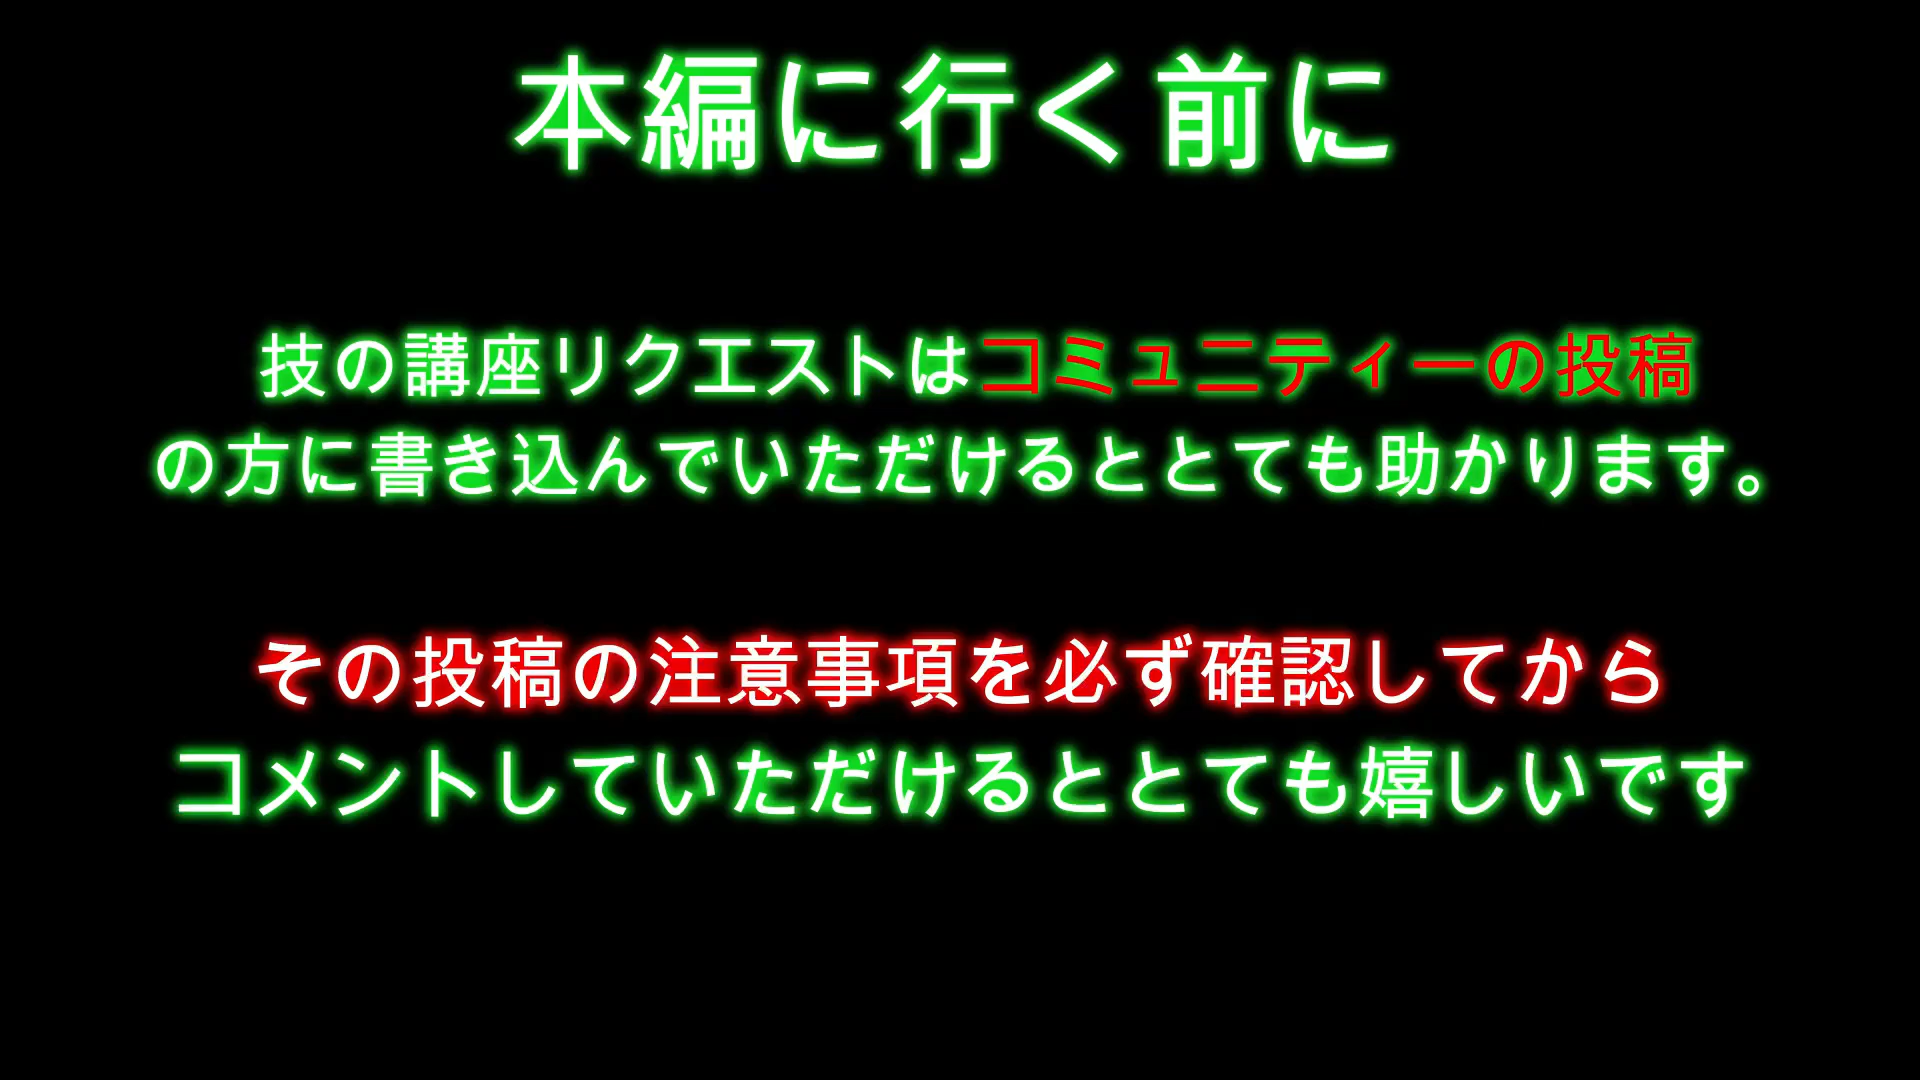 本編に行く前に
技の講座リクエストはコミュニティーの投稿
の方に書き込んでいただけるととても助かります。
その投稿の注意事項を必ず確認してから
コメントしていただけるととても嬉しいです